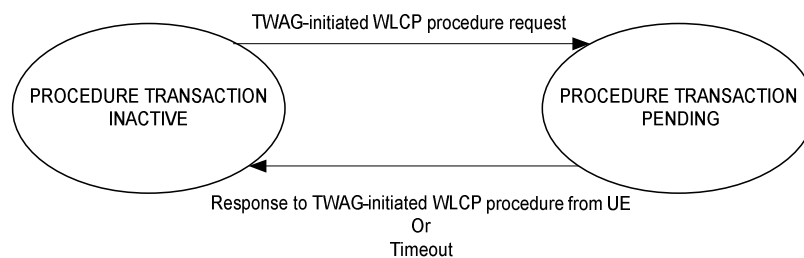 TWAG-initiated WLCP procedure request
PROCEDURE TRANSACTION
INACTIVE
PROCEDURE TRANSACTION
PENDING
Response to TWAG-initiated WLCP procedure from UE
Or
Timeout